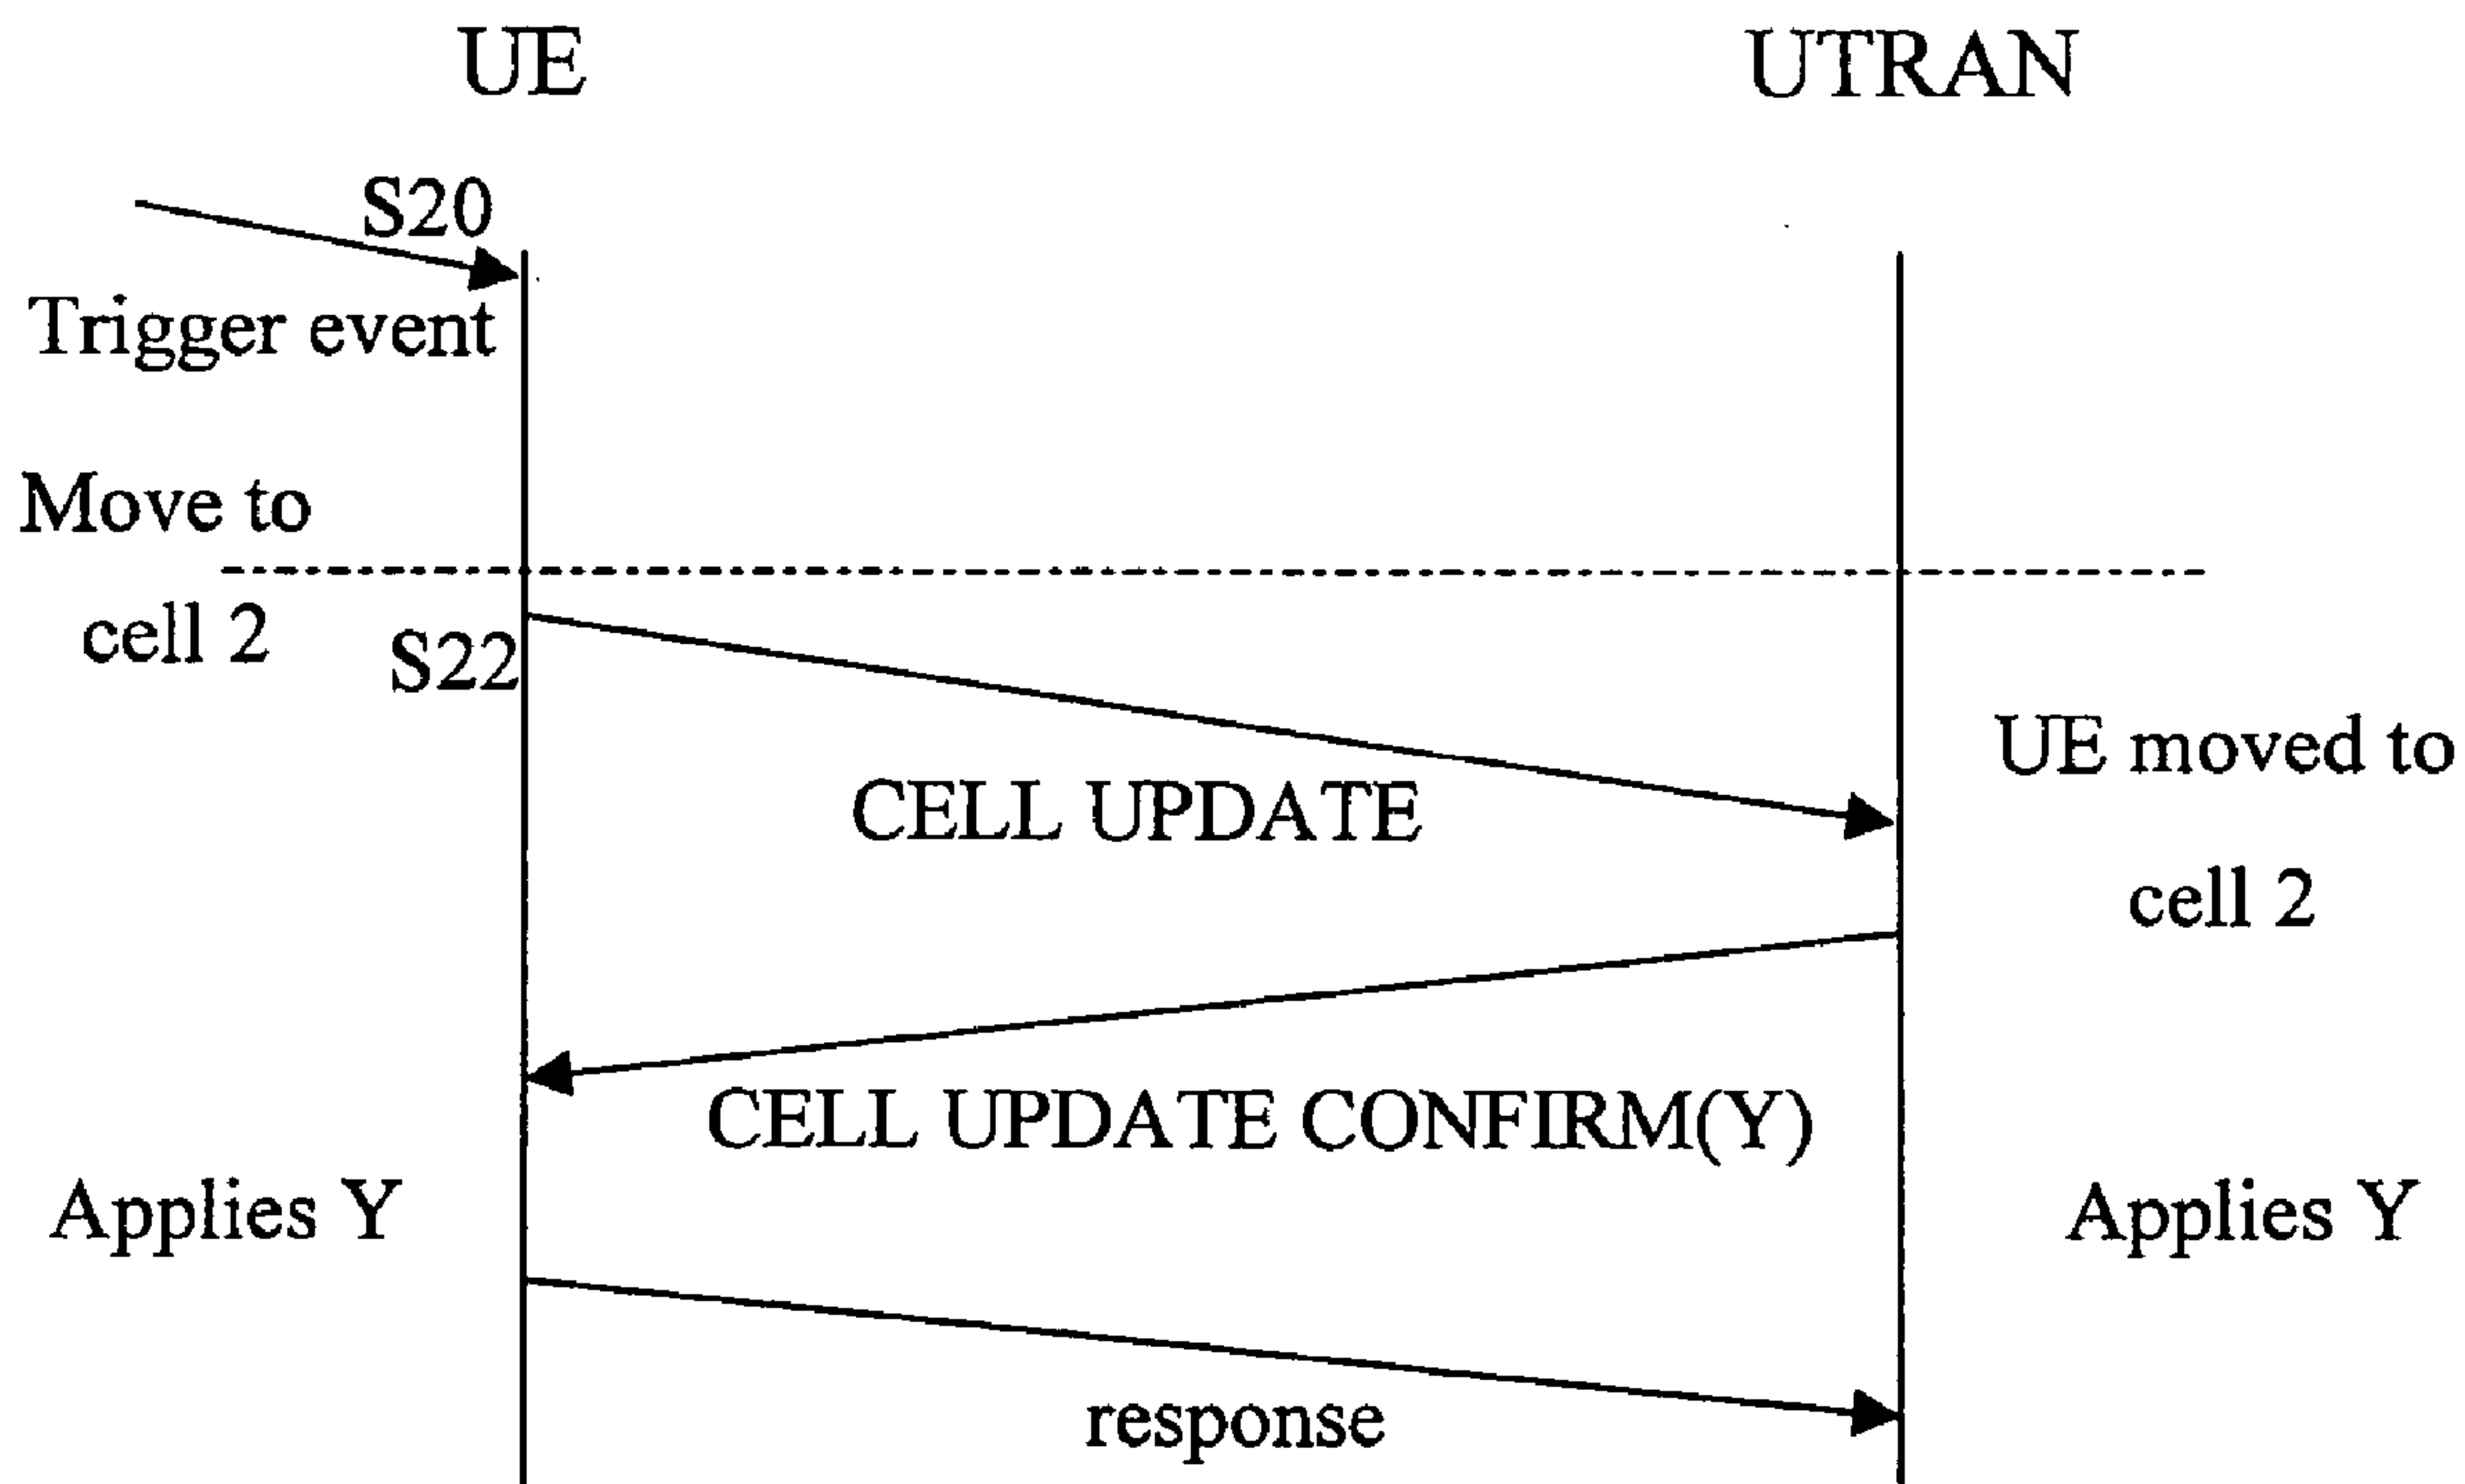 UE
UTRAN
S20
Trigger event
Move to
cell 2
S22
UE moved to
cell 2
CELL UPDATE
CELL UPDATE CONFIRM(Y)
Applies Y
Applies Y
response